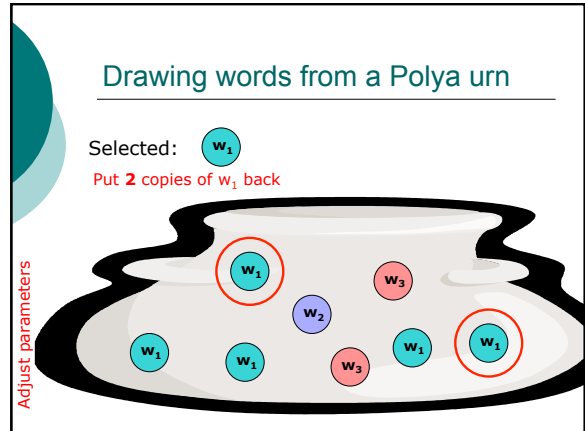 Drawing words from a Polya urn
Selected: w₁
Put 2 copies of w₁ back
Adjust parameters
w₁
w₃
w₂
w₁
w₁
w₁
w₁
w₃